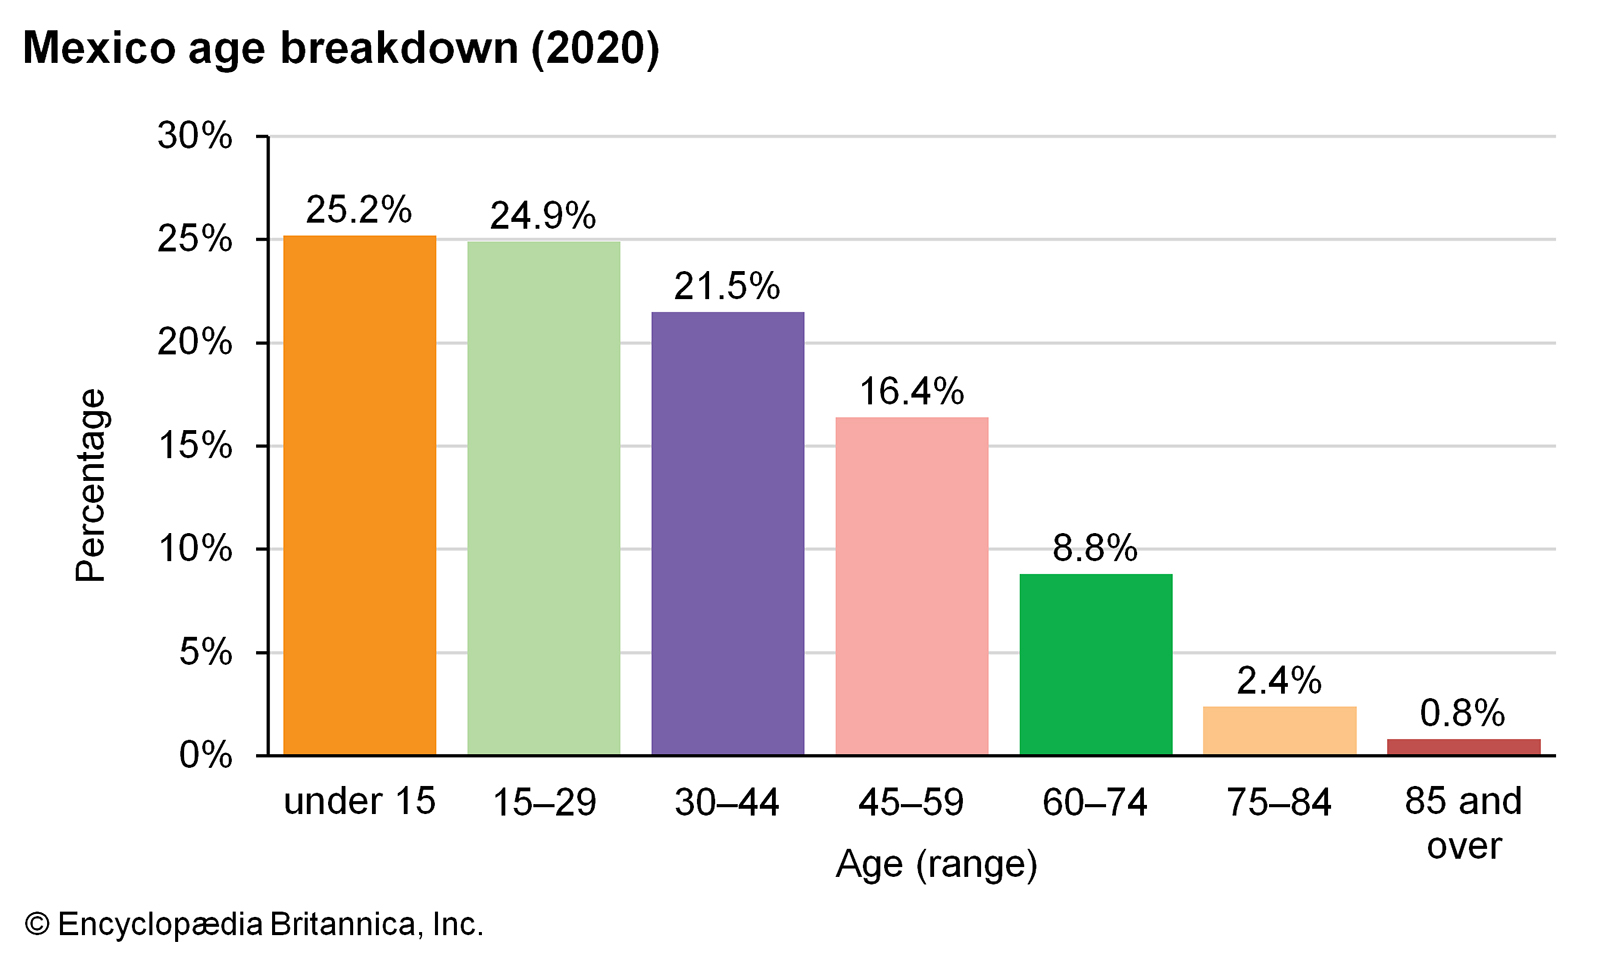 Mexico age breakdown (2020)
30%
25%
20%
15%
10%
5%
0%
Percentage
25.2%
24.9%
21.5%
16.4%
8.8%
2.4%
0.8%
under 15
15–29
30–44
45–59
60–74
75–84
85 and
over
Age (range)
© Encyclopædia Britannica, Inc.